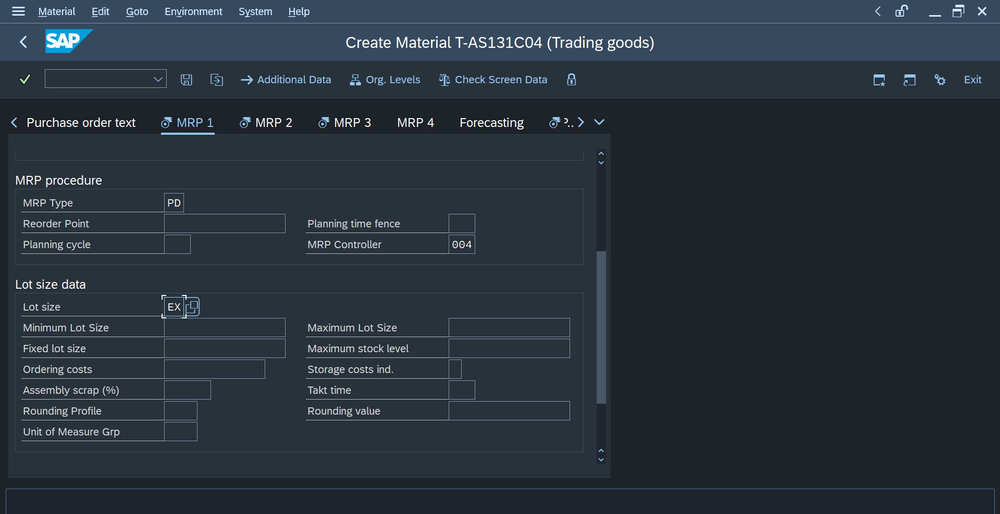 Material Edit Goto Environment System Help
SAP
Create Material T-AS131C04 (Trading goods)
Additional Data Org. Levels Check Screen Data Exit
Purchase order text MRP 1 MRP 2 MRP 3 MRP 4 Forecasting P..
MRP procedure
MRP Type PD
Reorder Point Planning time fence
Planning cycle MRP Controller 004
Lot size data
Lot size EX
Minimum Lot Size Maximum Lot Size
Fixed lot size Maximum stock level
Ordering costs Storage costs ind.
Assembly scrap (%) Takt time
Rounding Profile Rounding value
Unit of Measure Grp